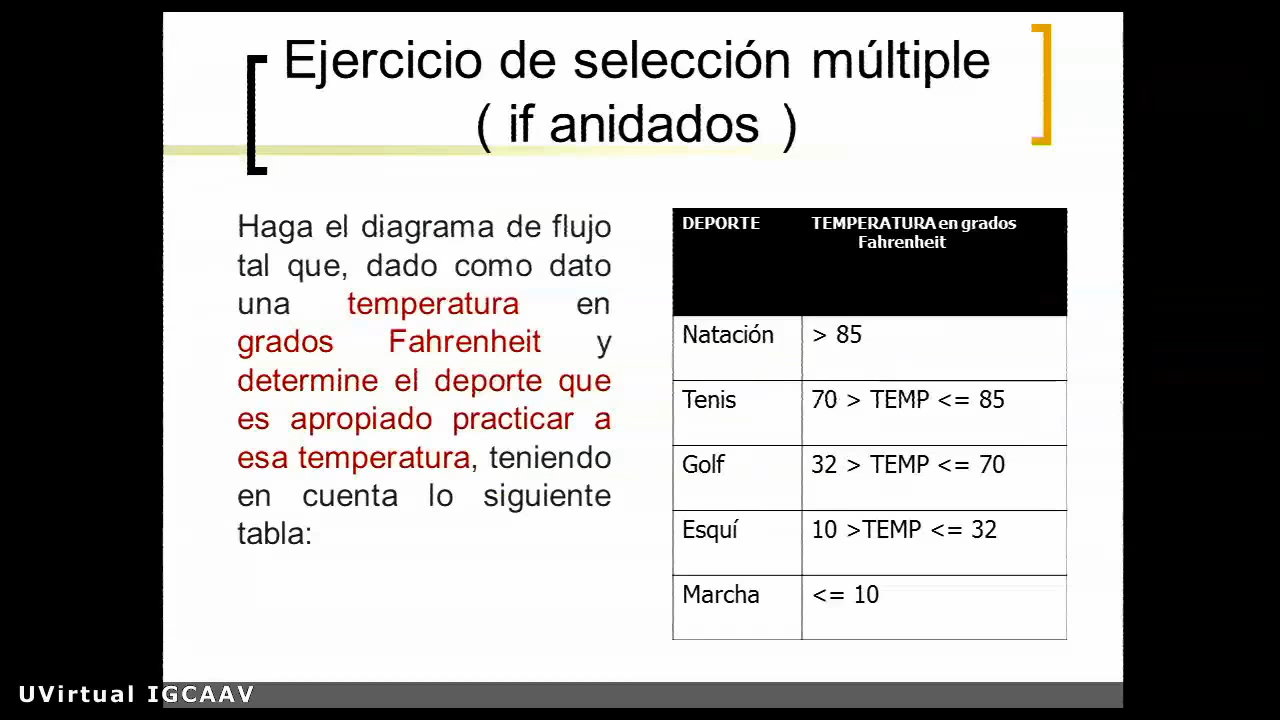 Ejercicio de selección múltiple
( if anidados )
Haga el diagrama de flujo
tal que, dado como dato
una temperatura en
grados Fahrenheit y
determine el deporte que
es apropiado practicar a
esa temperatura, teniendo
en cuenta lo siguiente
tabla:
DEPORTE TEMPERATURA en grados
Fahrenheit
Natación > 85
Tenis 70 > TEMP <= 85
Golf 32 > TEMP <= 70
Esquí 10 >TEMP <= 32
Marcha <= 10
UVirtual IGCAAV